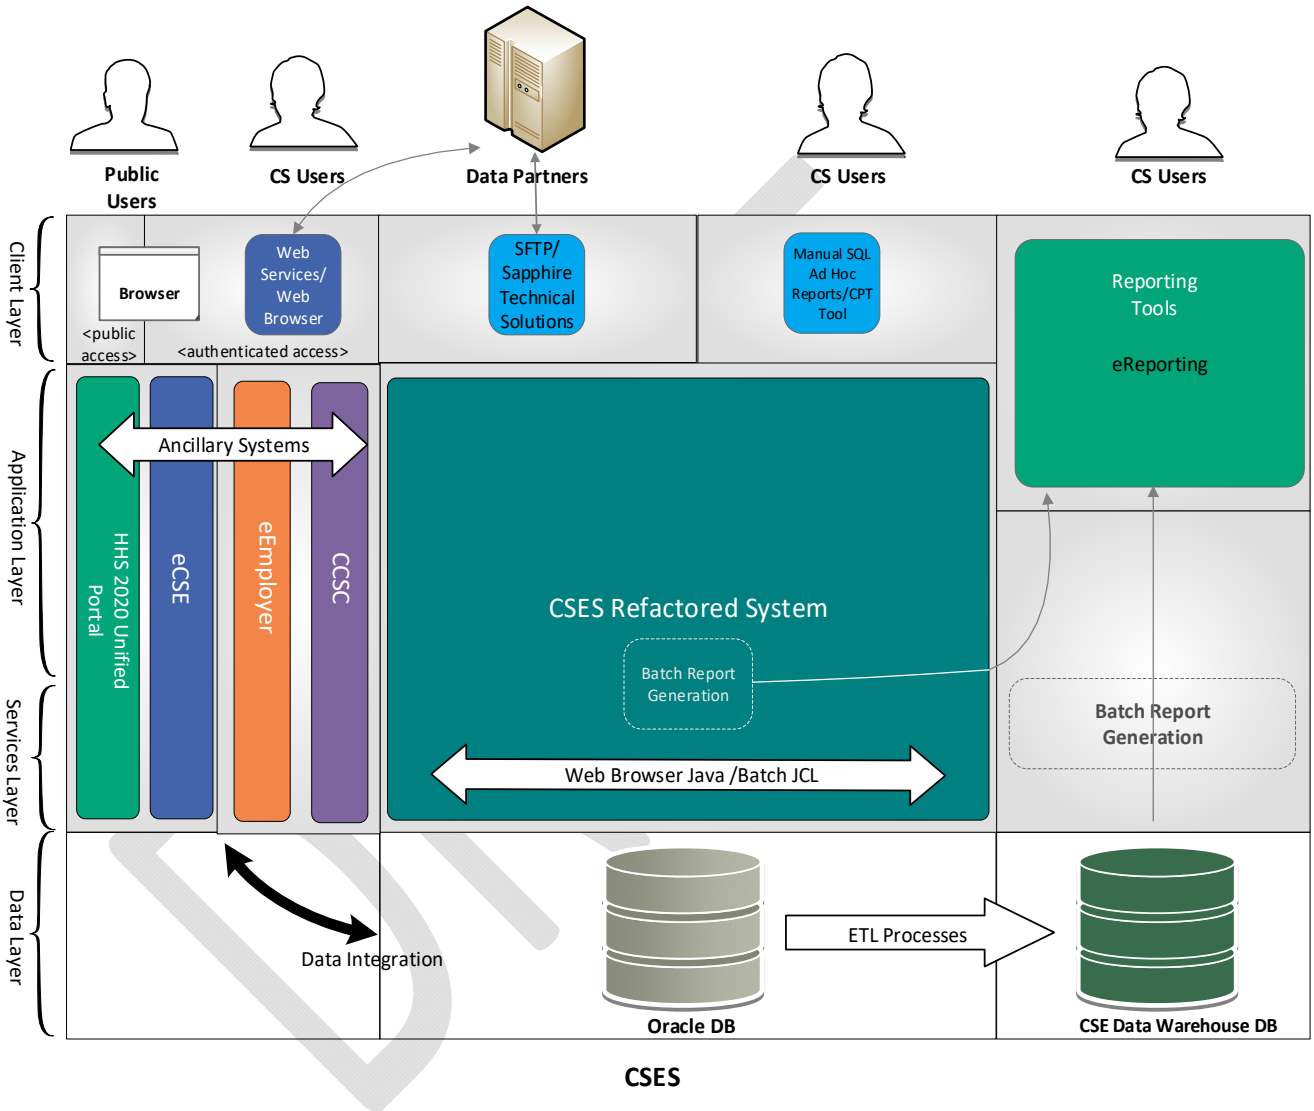 Public
Users
CS Users
Data Partners
CS Users
CS Users
Client Layer
Browser
<public
access>
Web
Services/
Web
Browser
<authenticated access>
SFTP/
Sapphire
Technical
Solutions
Manual SQL
Ad Hoc
Reports/CPT
Tool
Reporting
Tools
eReporting
Application Layer
Ancillary Systems
HHS 2020 Unified
Portal
eCSE
eEmployer
CCSC
CSES Refactored System
Batch Report
Generation
Batch Report
Generation
Services Layer
Web Browser Java /Batch JCL
Data Layer
Data Integration
ETL Processes
Oracle DB
CSE Data Warehouse DB
CSES